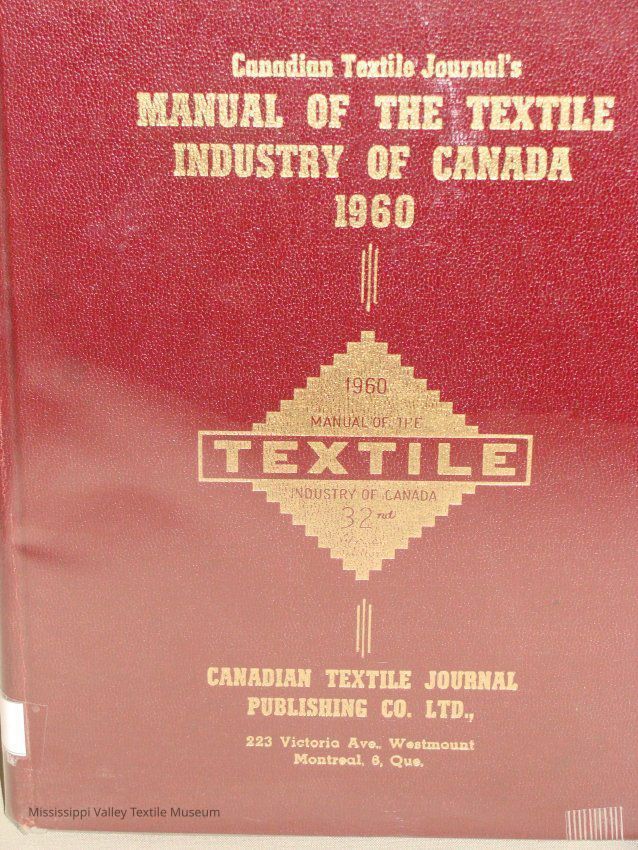 Canadian Textile Journal's
MANUAL OF THE TEXTILE
INDUSTRY OF CANADA
1960
1960
MANUAL OF THE
TEXTILE
INDUSTRY OF CANADA
32nd
CANADIAN TEXTILE JOURNAL
PUBLISHING CO. LTD.,
223 Victoria Ave., Westmount
Montreal, 6, Que.
Mississippi Valley Textile Museum